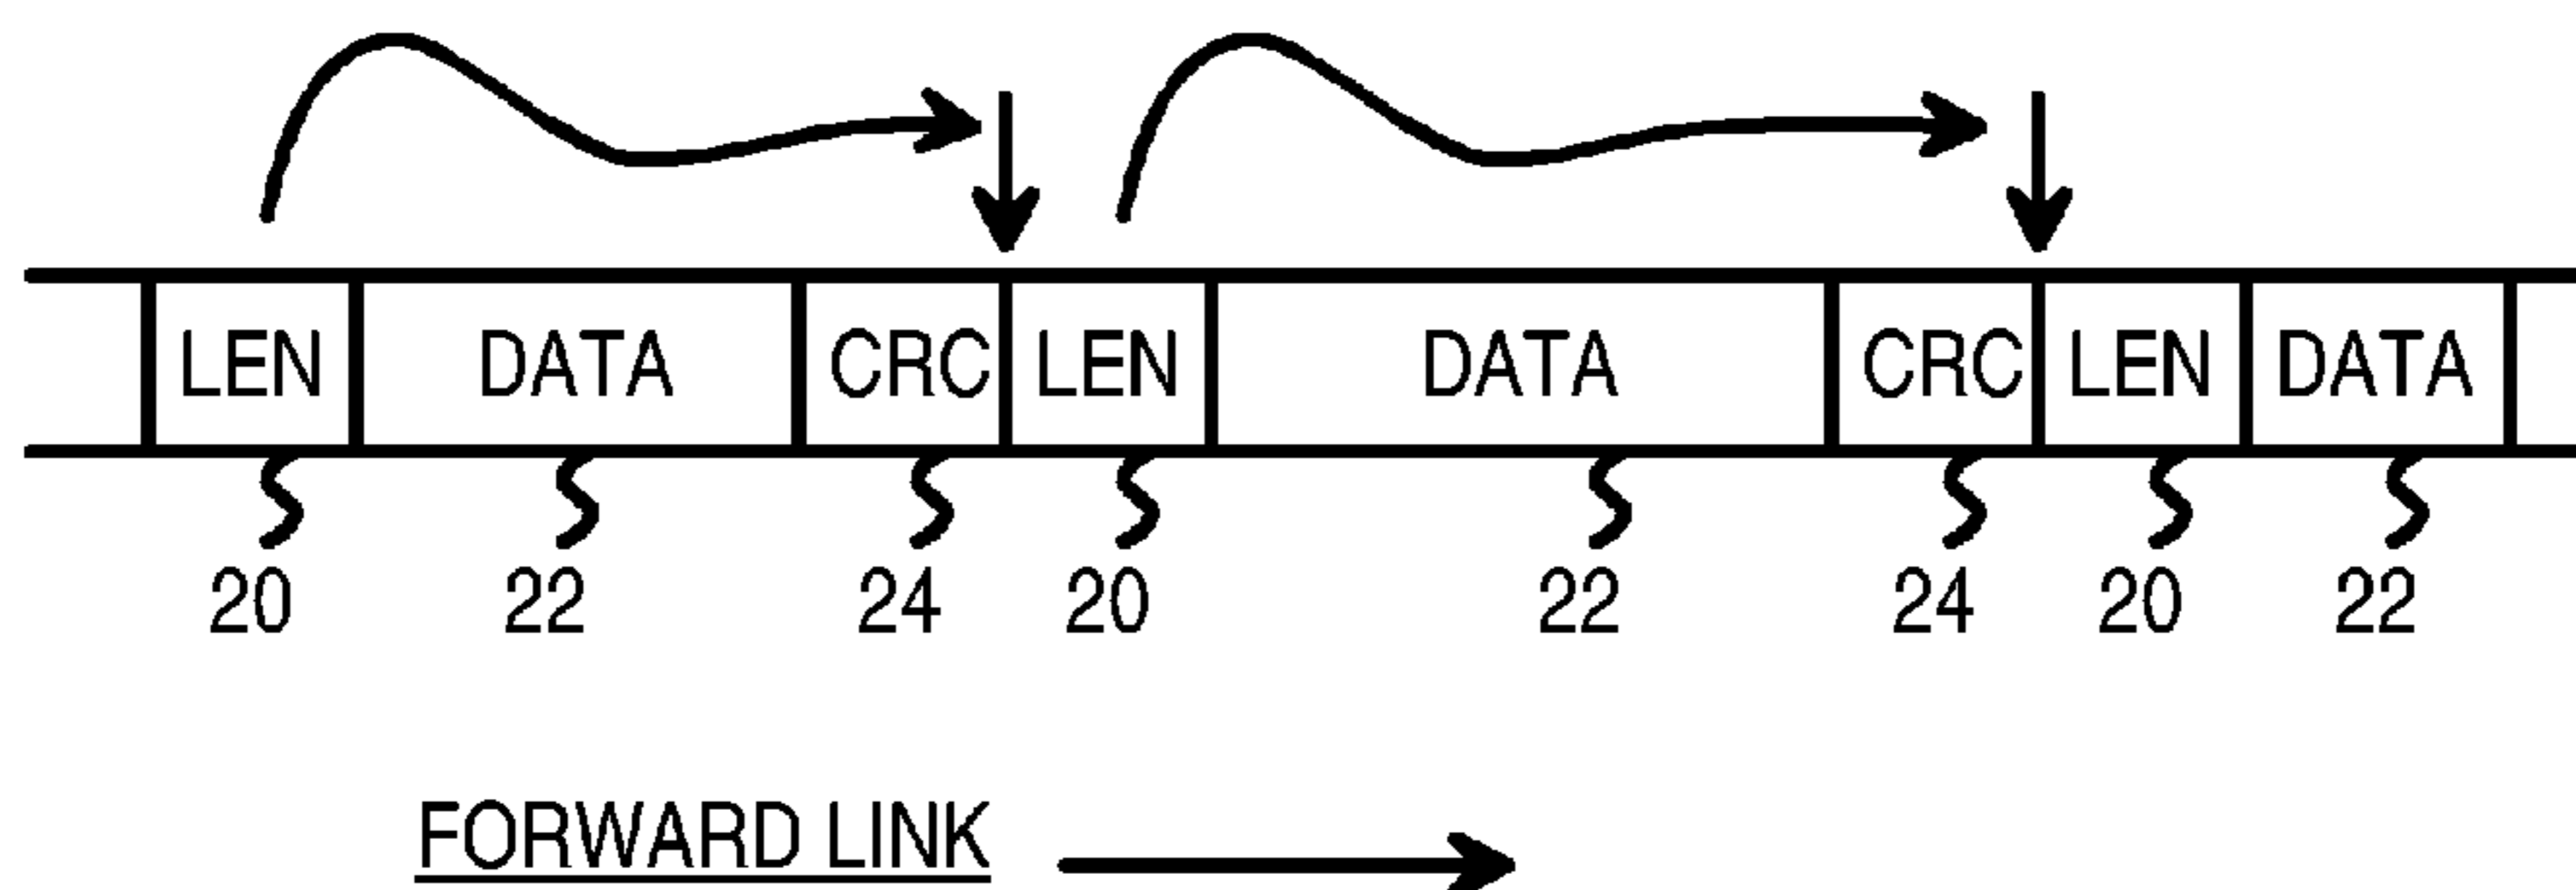 LEN DATA CRC LEN DATA CRC LEN DATA
20 22 24 20 22 24 20 22
FORWARD LINK